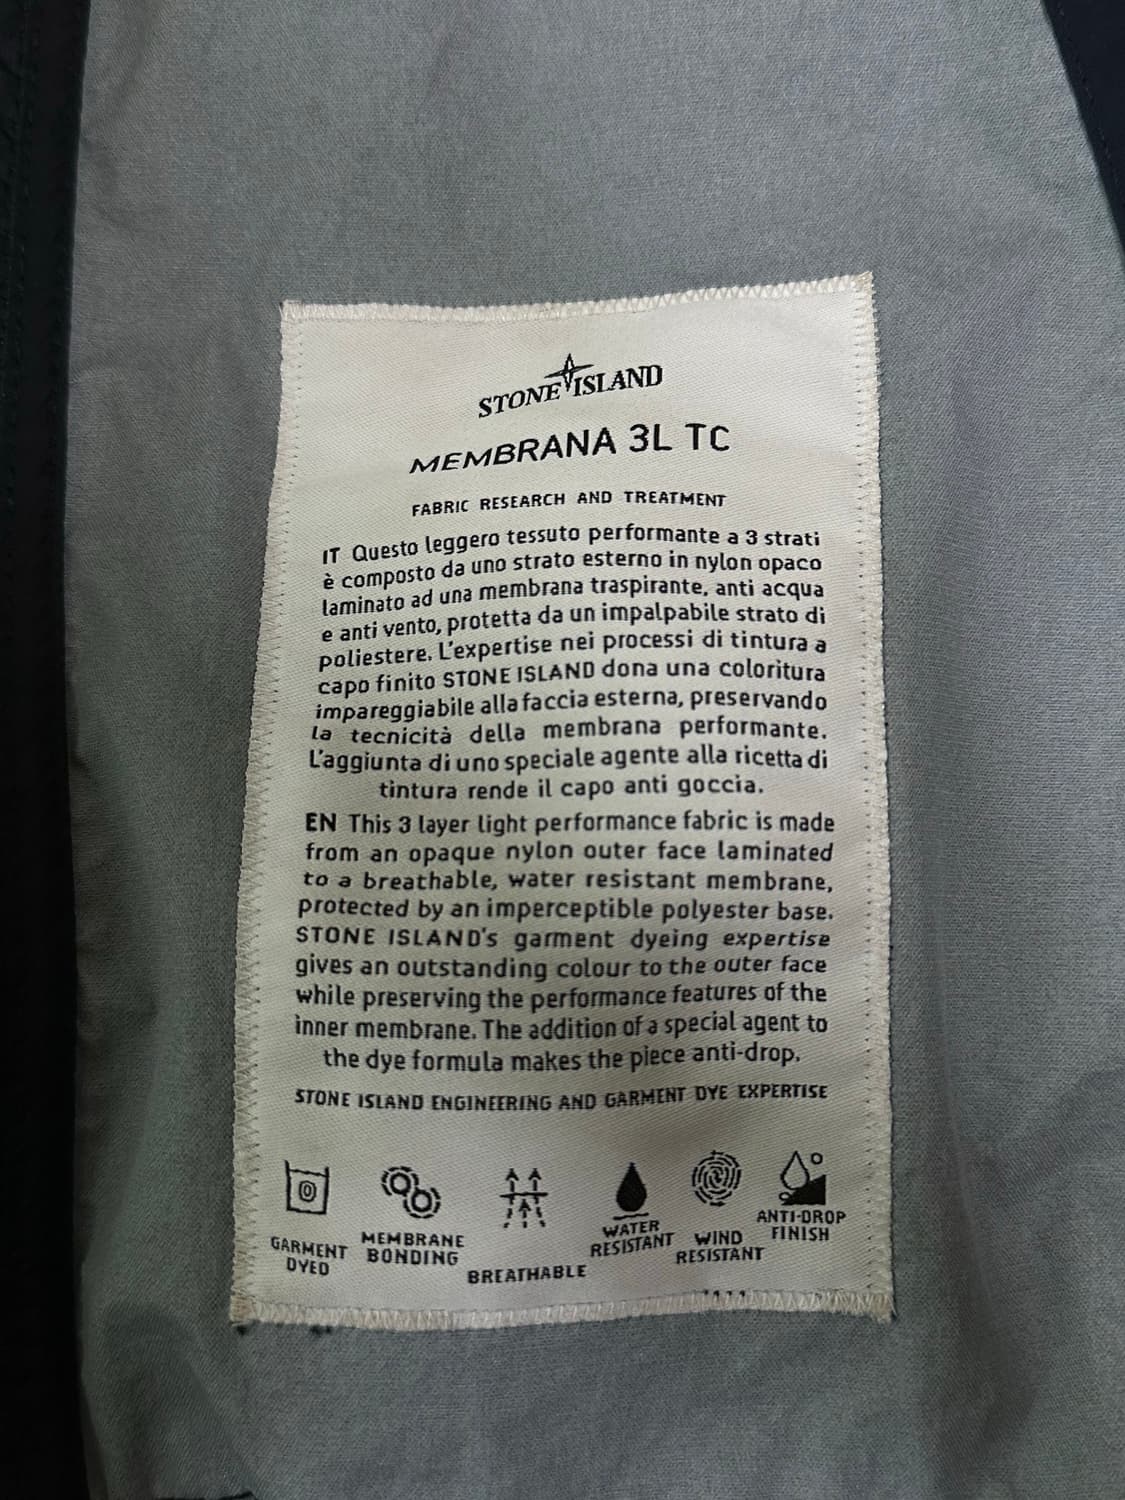 STONE ISLAND
MEMBRANA 3L TC
FABRIC RESEARCH AND TREATMENT
IT Questo leggero tessuto performante a 3 strati
è composto da uno strato esterno in nylon opaco
laminato ad una membrana traspirante, anti acqua
e anti vento, protetta da un impalpabile strato di
poliestere. L'expertise nei processi di tintura a
capo finito STONE ISLAND dona una coloritura
impareggiabile alla faccia esterna, preservando
la tecnicità della membrana performante.
L'aggiunta di uno speciale agente alla ricetta di
tintura rende il capo anti goccia.
EN This 3 layer light performance fabric is made
from an opaque nylon outer face laminated
to a breathable, water resistant membrane,
protected by an imperceptible polyester base.
STONE ISLAND's garment dyeing expertise
gives an outstanding colour to the outer face
while preserving the performance features of the
inner membrane. The addition of a special agent to
the dye formula makes the piece anti-drop.
STONE ISLAND ENGINEERING AND GARMENT DYE EXPERTISE
GARMENT
DYED
MEMBRANE
BONDING
BREATHABLE
WATER
RESISTANT
WIND
RESISTANT
ANTI-DROP
FINISH